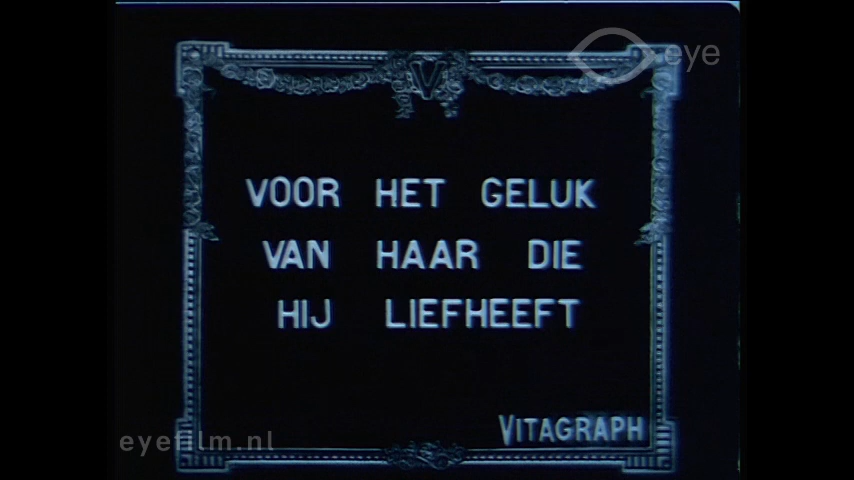 eye
VOOR HET GELUK
VAN HAAR DIE
HIJ LIEFHEEFT
VITAGRAPH
eyefilm.nl